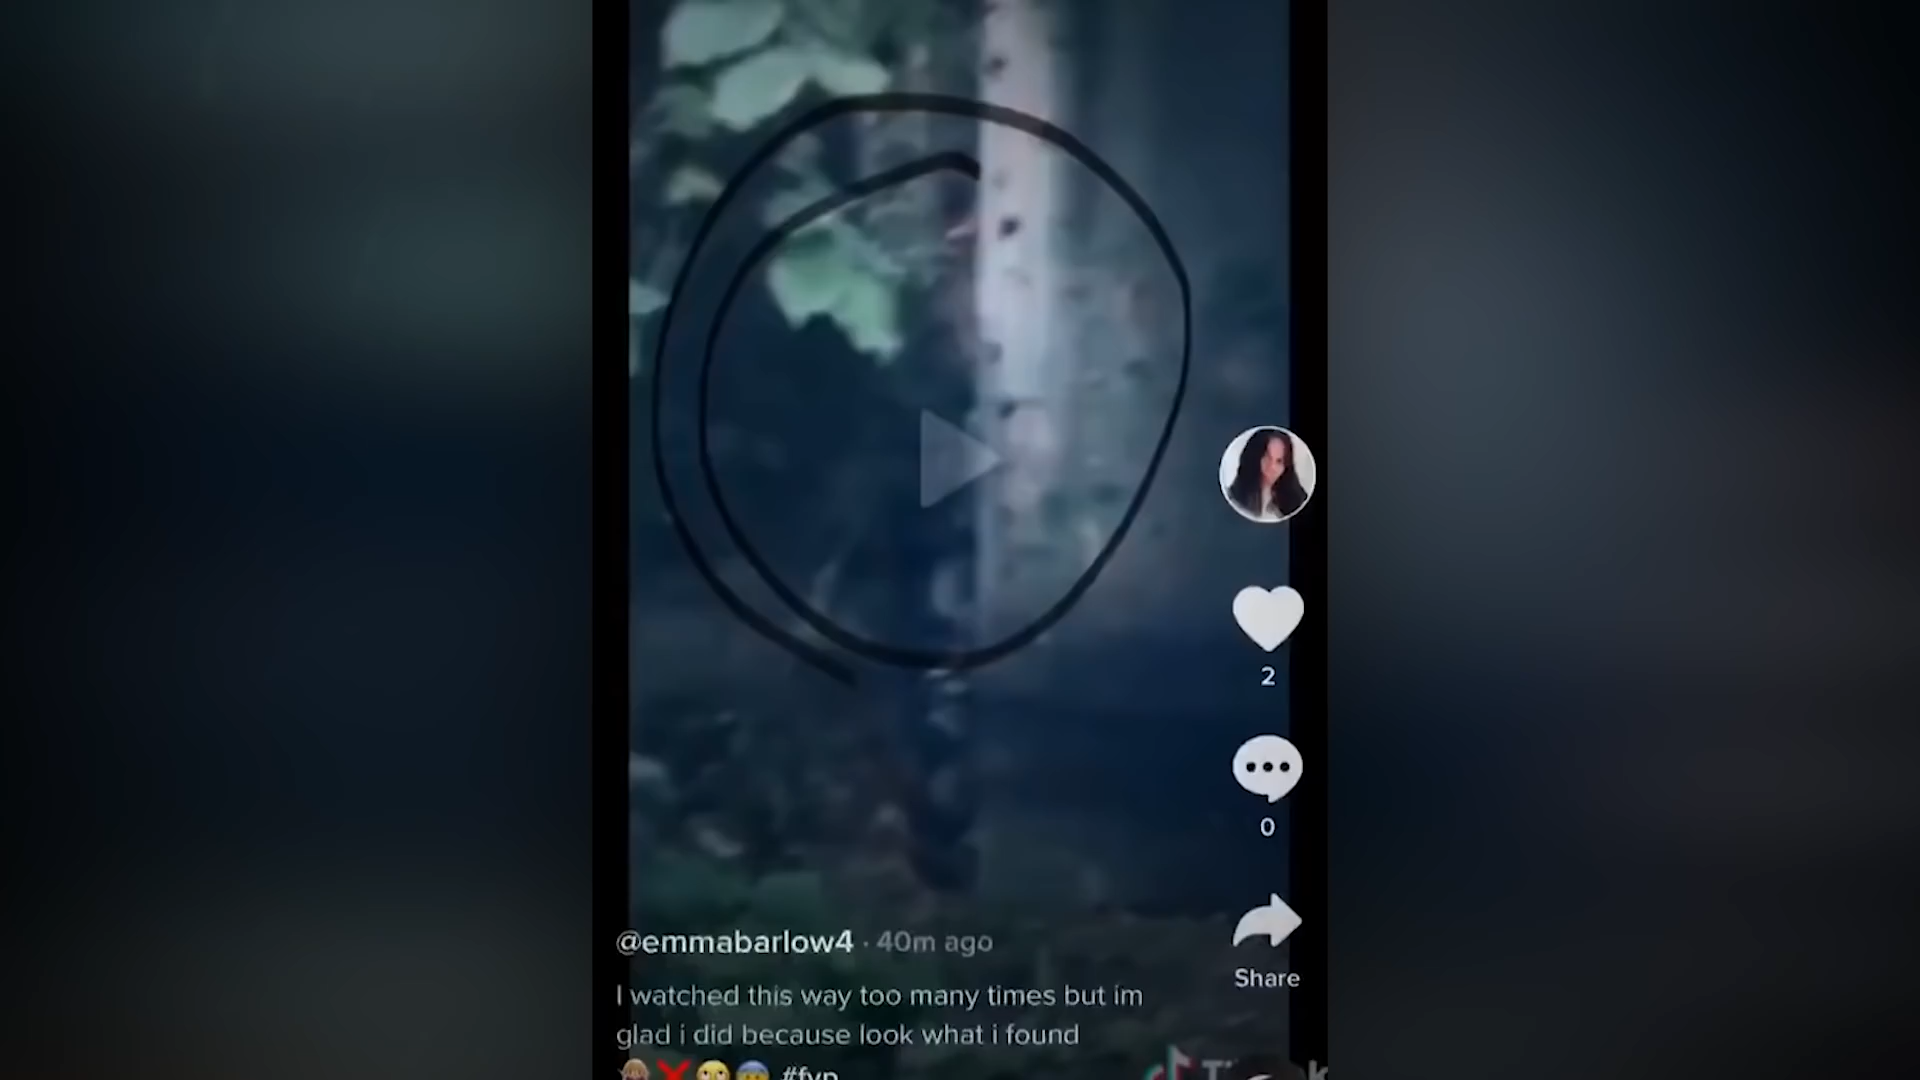 2
0
Share
@emmabarlow4 · 40m ago
I watched this way too many times but im
glad i did because look what i found
#fyp